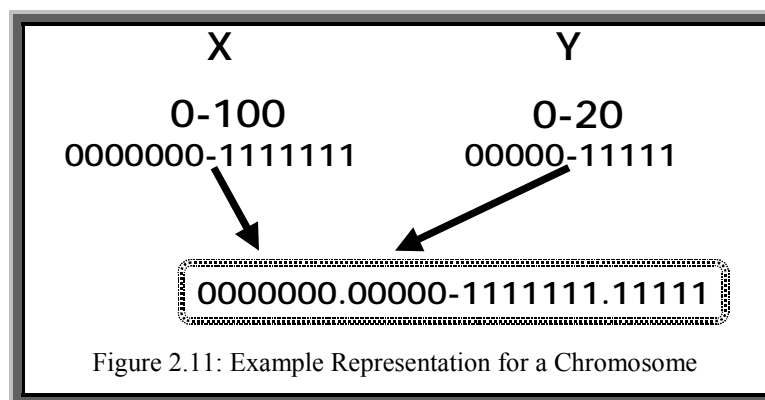 X Y
0-100 0-20
0000000-1111111 00000-11111
0000000.00000-1111111.11111
Figure 2.11: Example Representation for a Chromosome